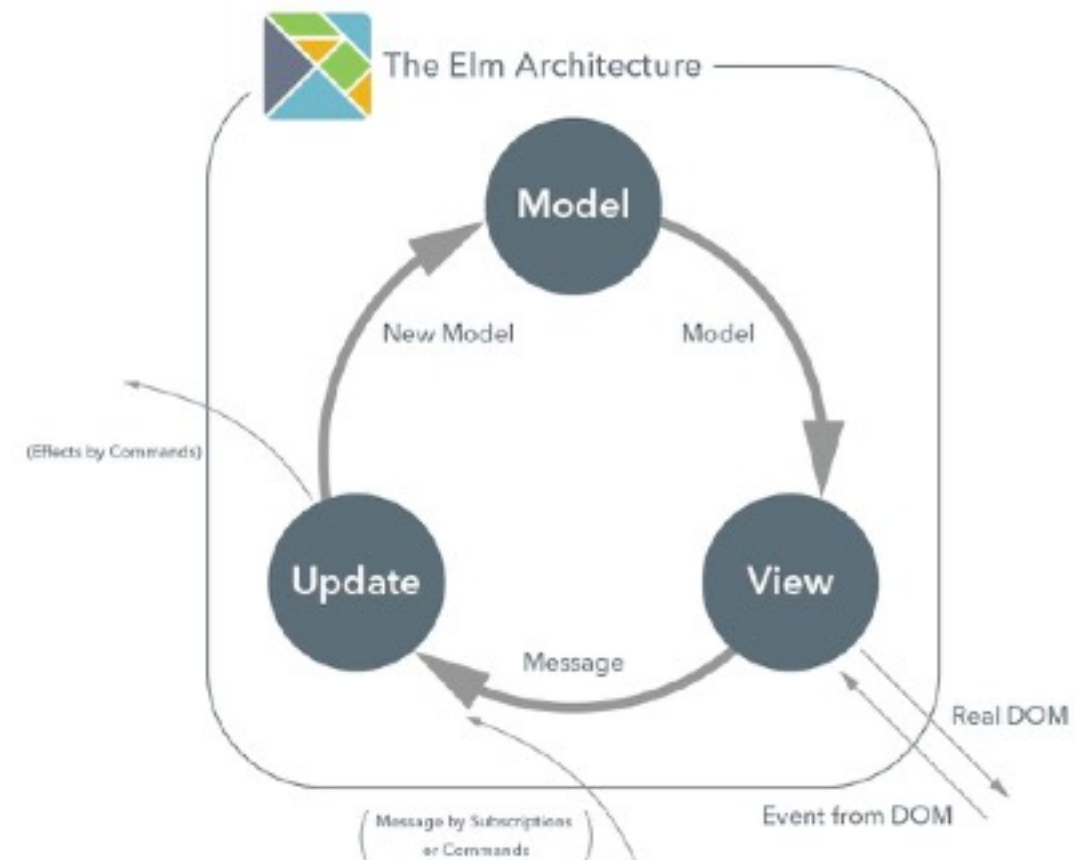 The Elm Architecture
Model
New Model
Model
(Effects by Commands)
Update
View
Message
Real DOM
Event from DOM
(Message by Subscriptions
or Commands)